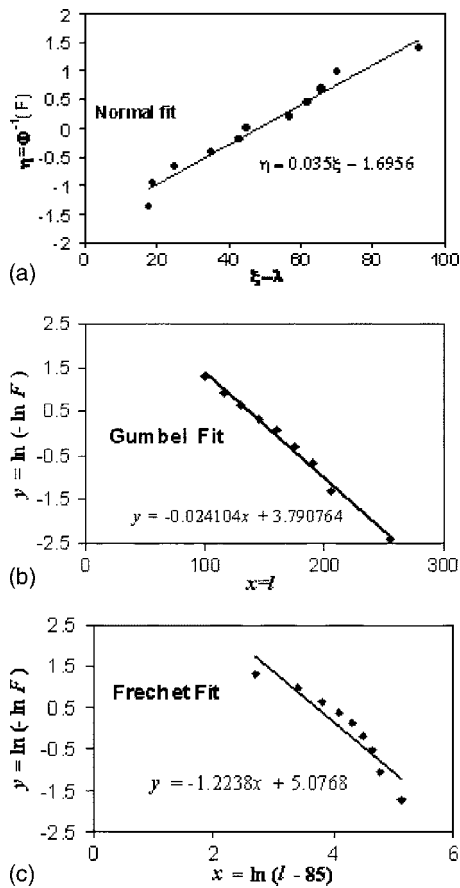 1.5
1
0.5
0
-0.5
-1
-1.5
-2
η=Φ⁻¹(F)
Normal fit
η = 0.035ξ – 1.6956
0 20 40 60 80 100
(a)
ξ=λ
2.5
1.5
0.5
-0.5
-1.5
-2.5
y = ln (- ln F)
Gumbel Fit
y = -0.024104x + 3.790764
0 100 200 300
(b)
x=l
2.5
1.5
0.5
-0.5
-1.5
-2.5
y = ln (- ln F)
Frechet Fit
y = -1.2238x + 5.0768
0 2 4 6
(c)
x = ln (l - 85)